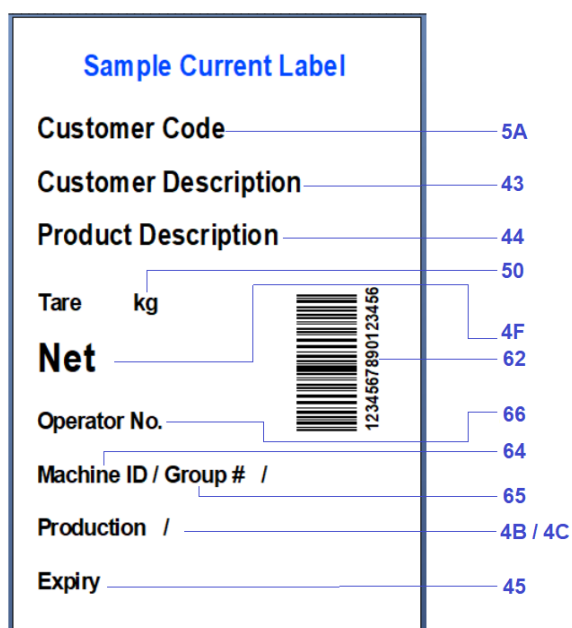 Sample Current Label
Customer Code 5A
Customer Description 43
Product Description 44
50
Tare kg
4F
Net 62
1234567890123456
Operator No. 66
64
Machine ID / Group # /
65
Production / 4B / 4C
Expiry 45